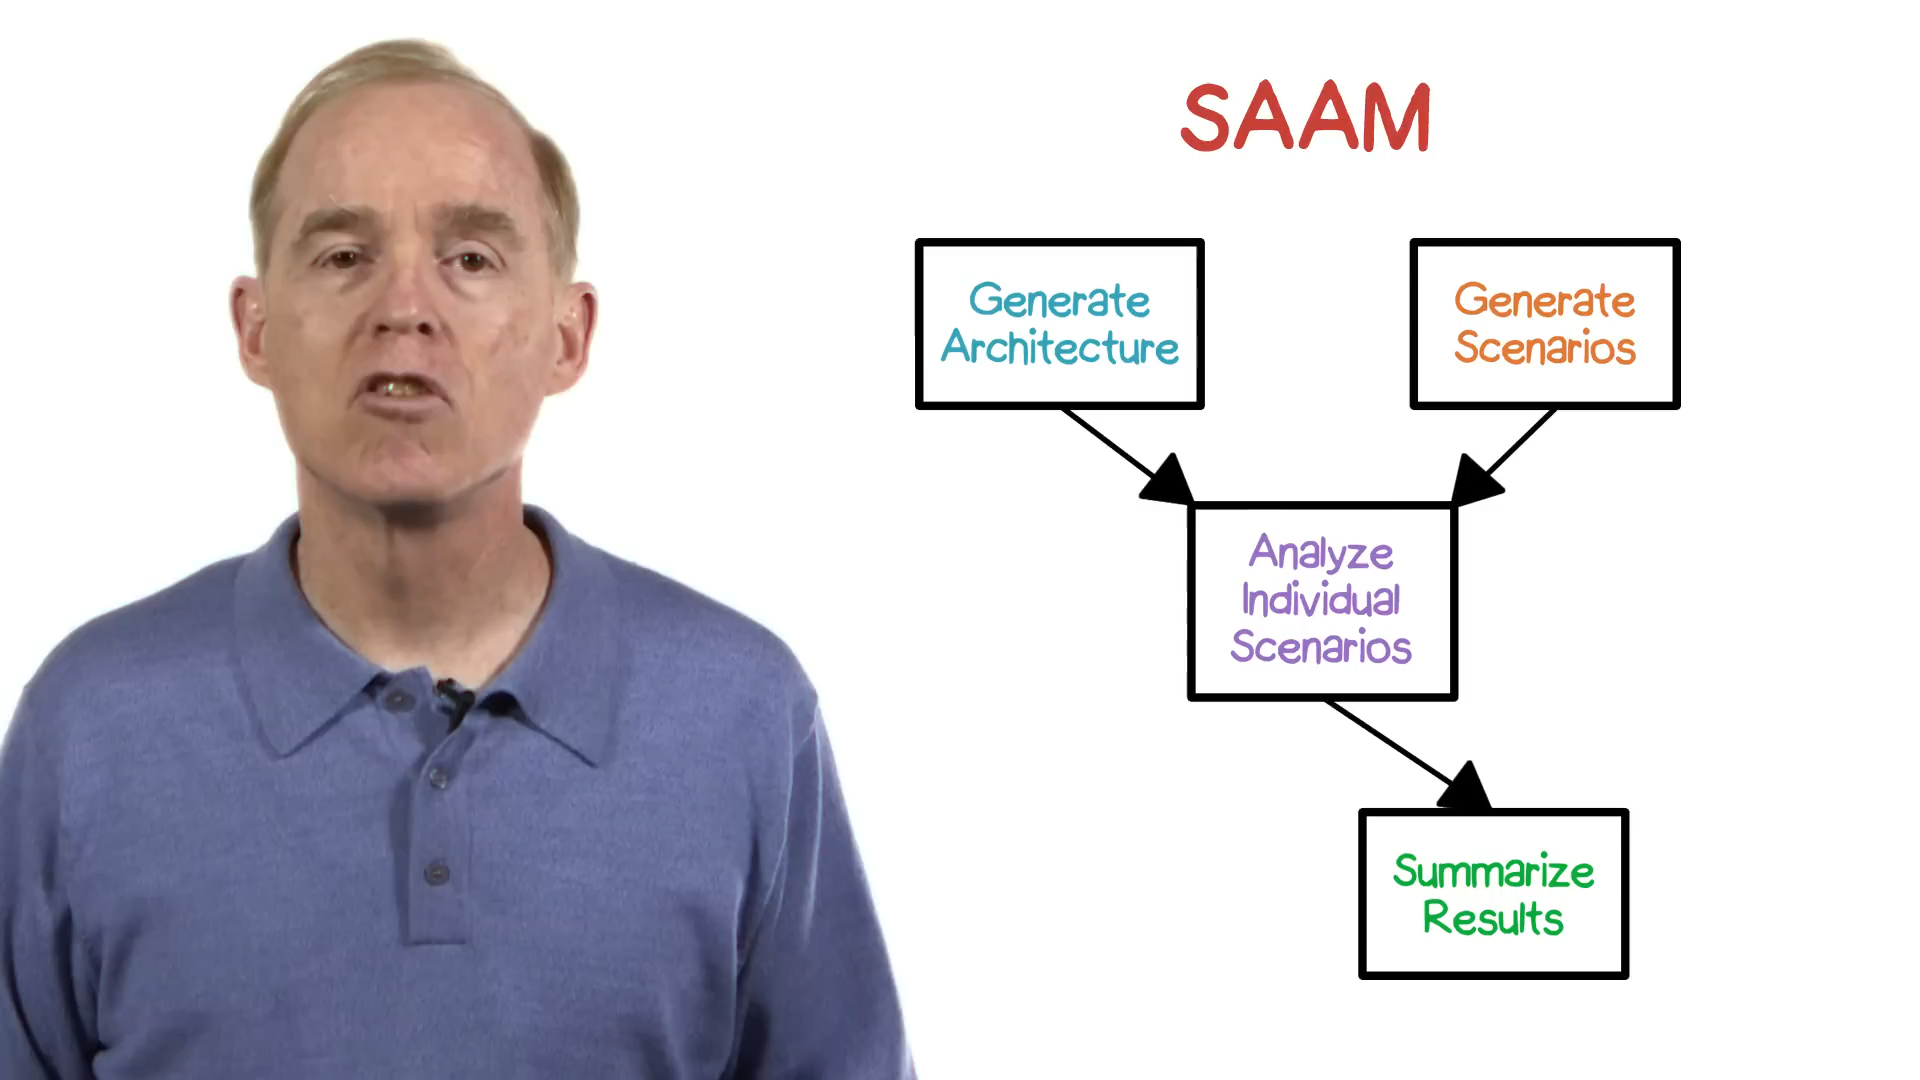 SAAM
Generate
Architecture
Generate
Scenarios
Analyze
Individual
Scenarios
Summarize
Results